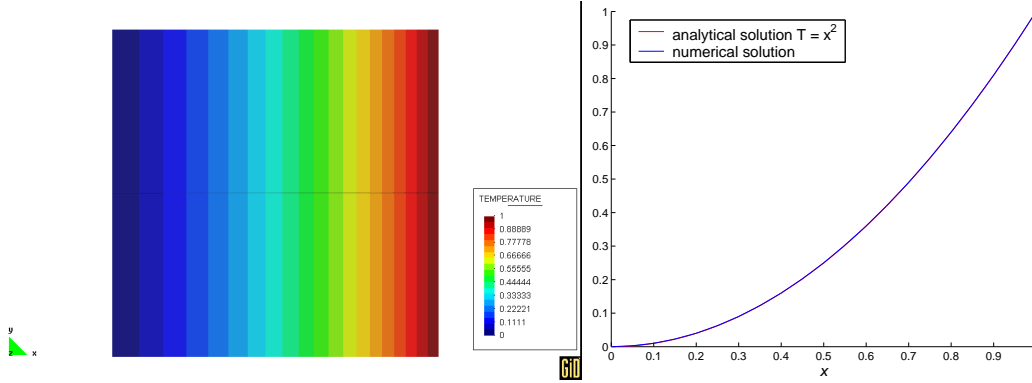 y
z x
TEMPERATURE
1
0.88889
0.77778
0.66666
0.55555
0.44444
0.33333
0.22221
0.1111
0
GiD
analytical solution T = x²
numerical solution
1
0.9
0.8
0.7
0.6
0.5
0.4
0.3
0.2
0.1
0
0 0.1 0.2 0.3 0.4 0.5 0.6 0.7 0.8 0.9
x